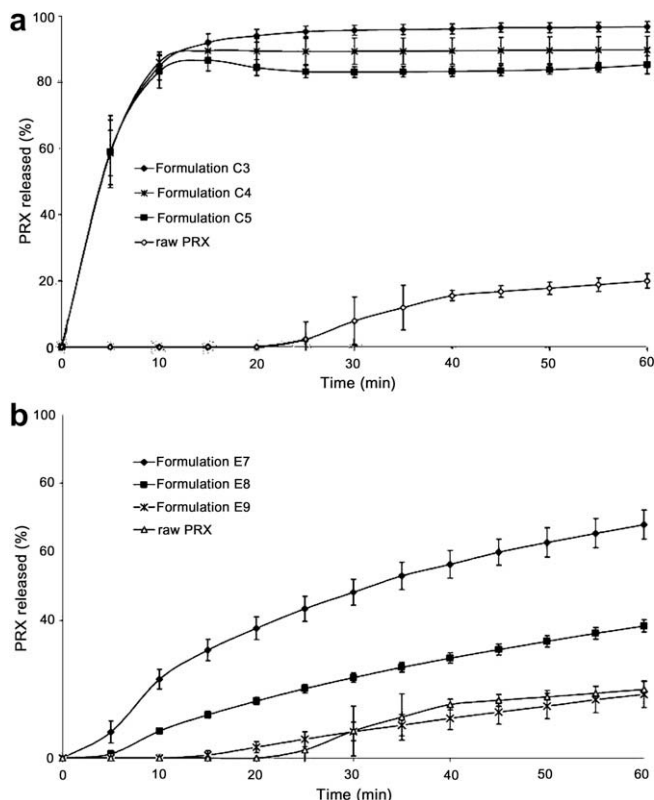 a
100
80
60
40
20
0
PRX released (%)
Formulation C3
Formulation C4
Formulation C5
raw PRX
0 10 20 30 40 50 60
Time (min)
b
100
60
60
40
0
PRX released (%)
Formulation E7
Formulation E8
Formulation E9
raw PRX
0 10 20 30 40 50 60
Time (min)